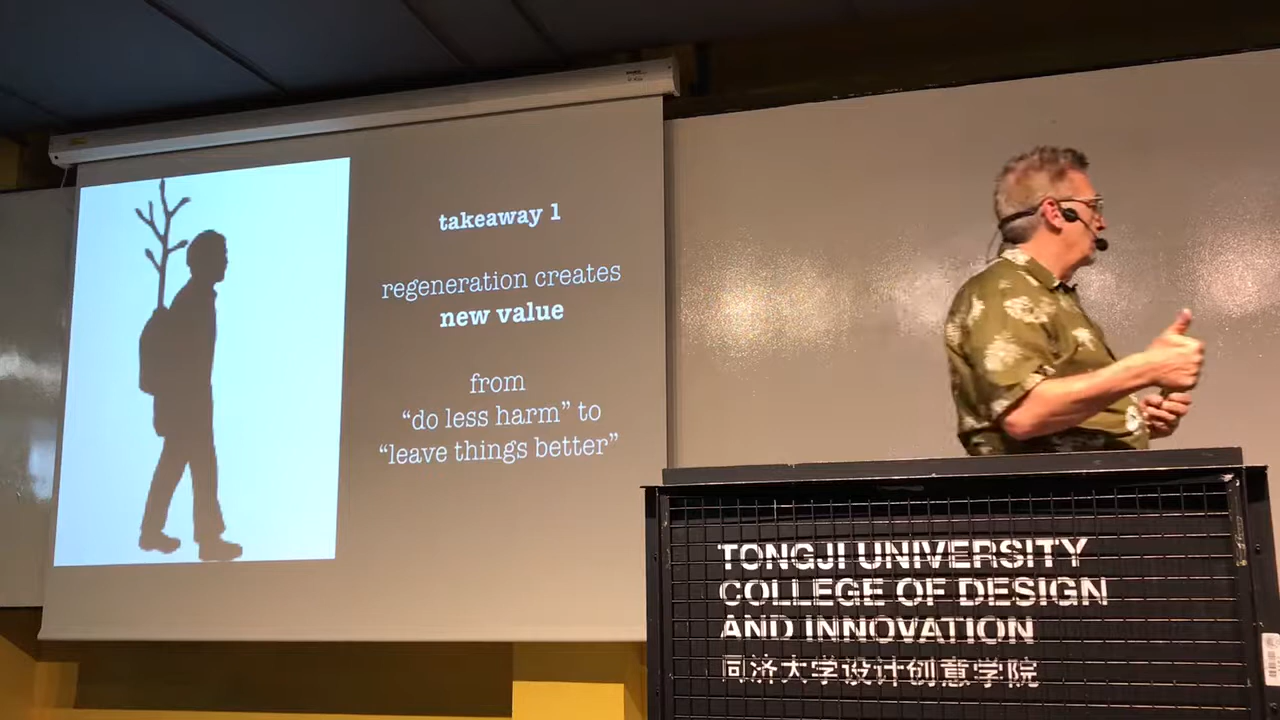 takeaway 1
regeneration creates
new value
from
“do less harm” to
“leave things better”
TONGJI UNIVERSITY
COLLEGE OF DESIGN
AND INNOVATION
同济大学设计创意学院